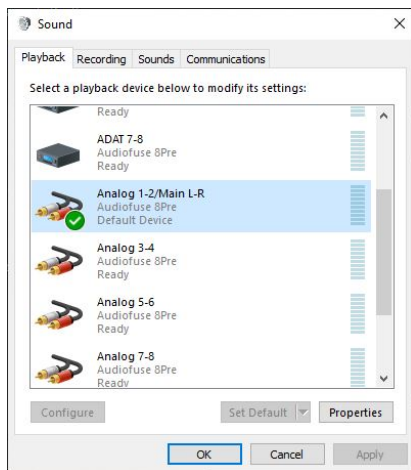 Sound
Playback Recording Sounds Communications
Select a playback device below to modify its settings:
Ready
ADAT 7-8
Audiofuse 8Pre
Ready
Analog 1-2/Main L-R
Audiofuse 8Pre
Default Device
Analog 3-4
Audiofuse 8Pre
Ready
Analog 5-6
Audiofuse 8Pre
Ready
Analog 7-8
Audiofuse 8Pre
Ready
Configure Set Default Properties
OK Cancel Apply